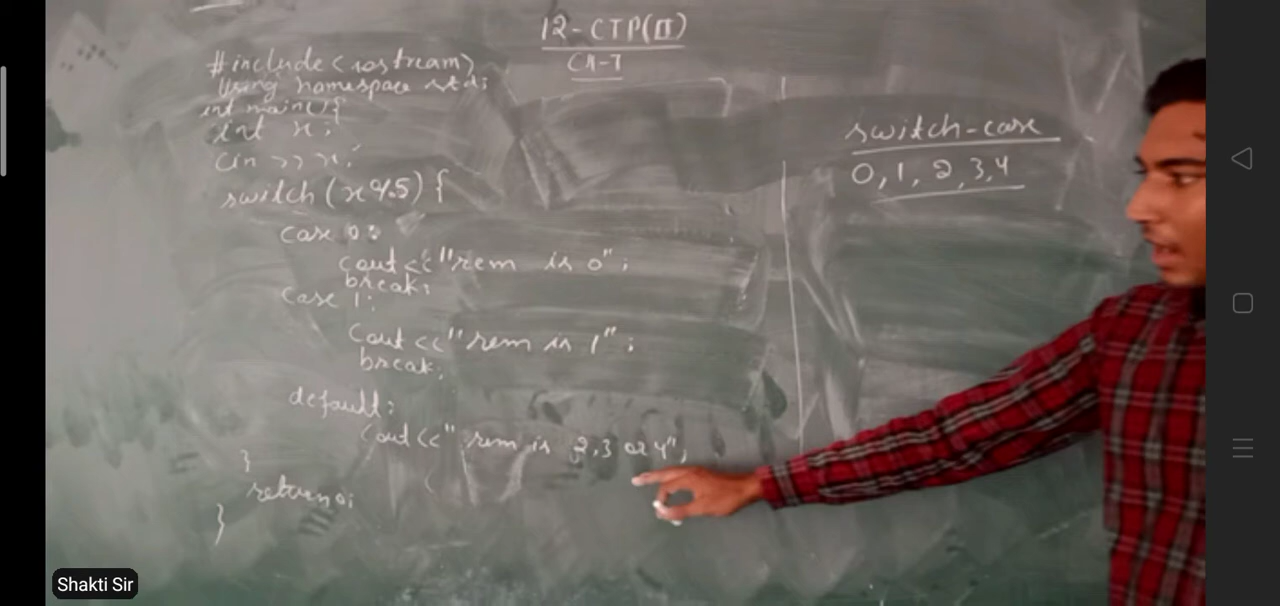 12-CTP(II)
#include <iostream>
using namespace std;
int main() {
int x;
cin >> x;
switch (x%5) {
case 0:
cout <<"rem is 0";
break;
case 1:
cout <<"rem is 1";
break;
default:
cout <<" rem is 2,3 or 4";
}
return 0;
}
switch-case
0, 1, 2, 3, 4
Shakti Sir